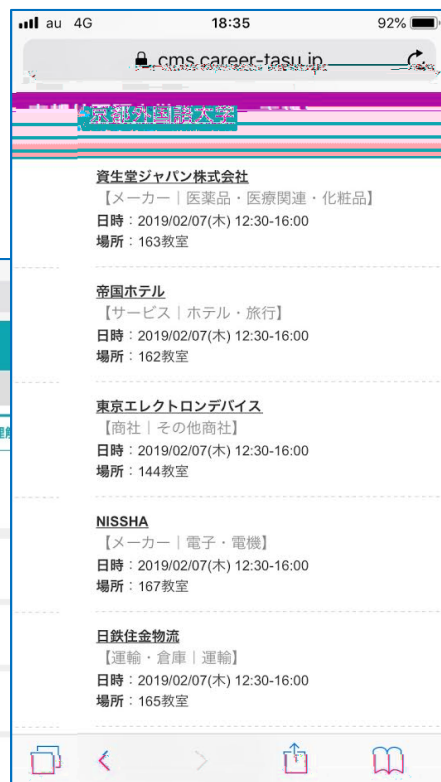 au 4G 18:35 92%
cms.career-tasu.jp
京都外国語大学
資生堂ジャパン株式会社
【メーカー｜医薬品・医療関連・化粧品】
日時：2019/02/07(木) 12:30-16:00
場所：163教室
帝国ホテル
【サービス｜ホテル・旅行】
日時：2019/02/07(木) 12:30-16:00
場所：162教室
東京エレクトロンデバイス
【商社｜その他商社】
日時：2019/02/07(木) 12:30-16:00
場所：144教室
NISSHA
【メーカー｜電子・電機】
日時：2019/02/07(木) 12:30-16:00
場所：167教室
日鉄住金物流
【運輸・倉庫｜運輸】
日時：2019/02/07(木) 12:30-16:00
場所：165教室